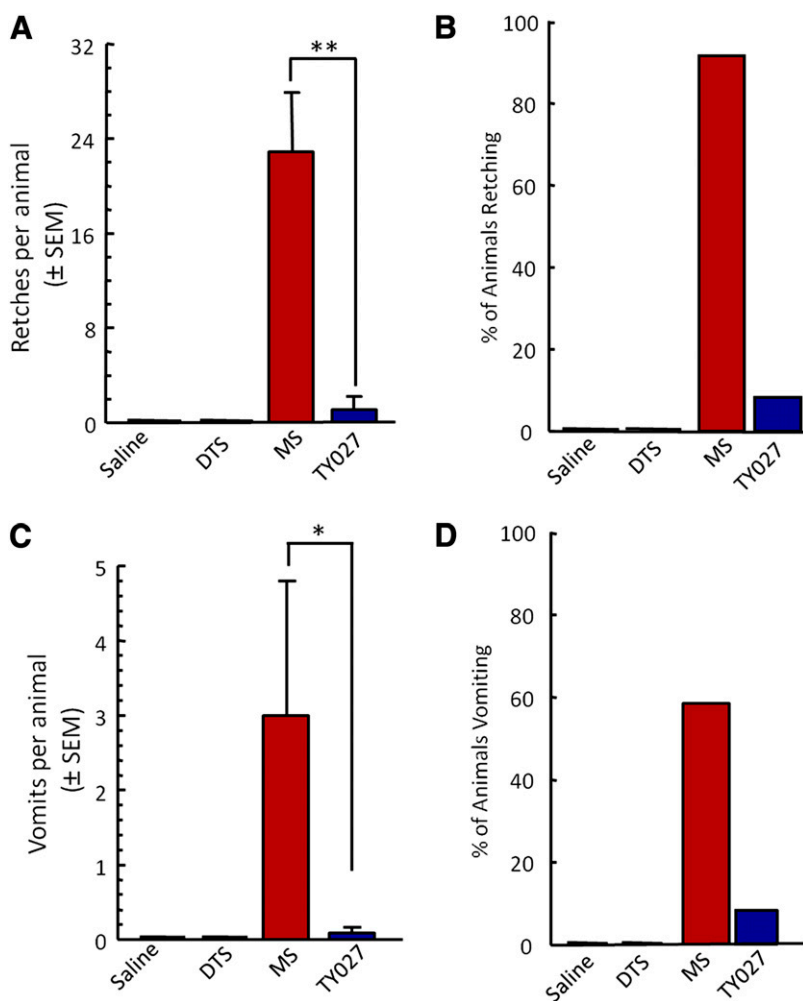 A
Retches per animal
(± SEM)
32
24
16
8
0
**
Saline
DTS
MS
TY027
B
% of Animals Retching
100
80
60
40
20
0
Saline
DTS
MS
TY027
C
Vomits per animal
(± SEM)
5
4
3
2
1
0
*
Saline
DTS
MS
TY027
D
% of Animals Vomiting
100
80
60
40
20
0
Saline
DTS
MS
TY027